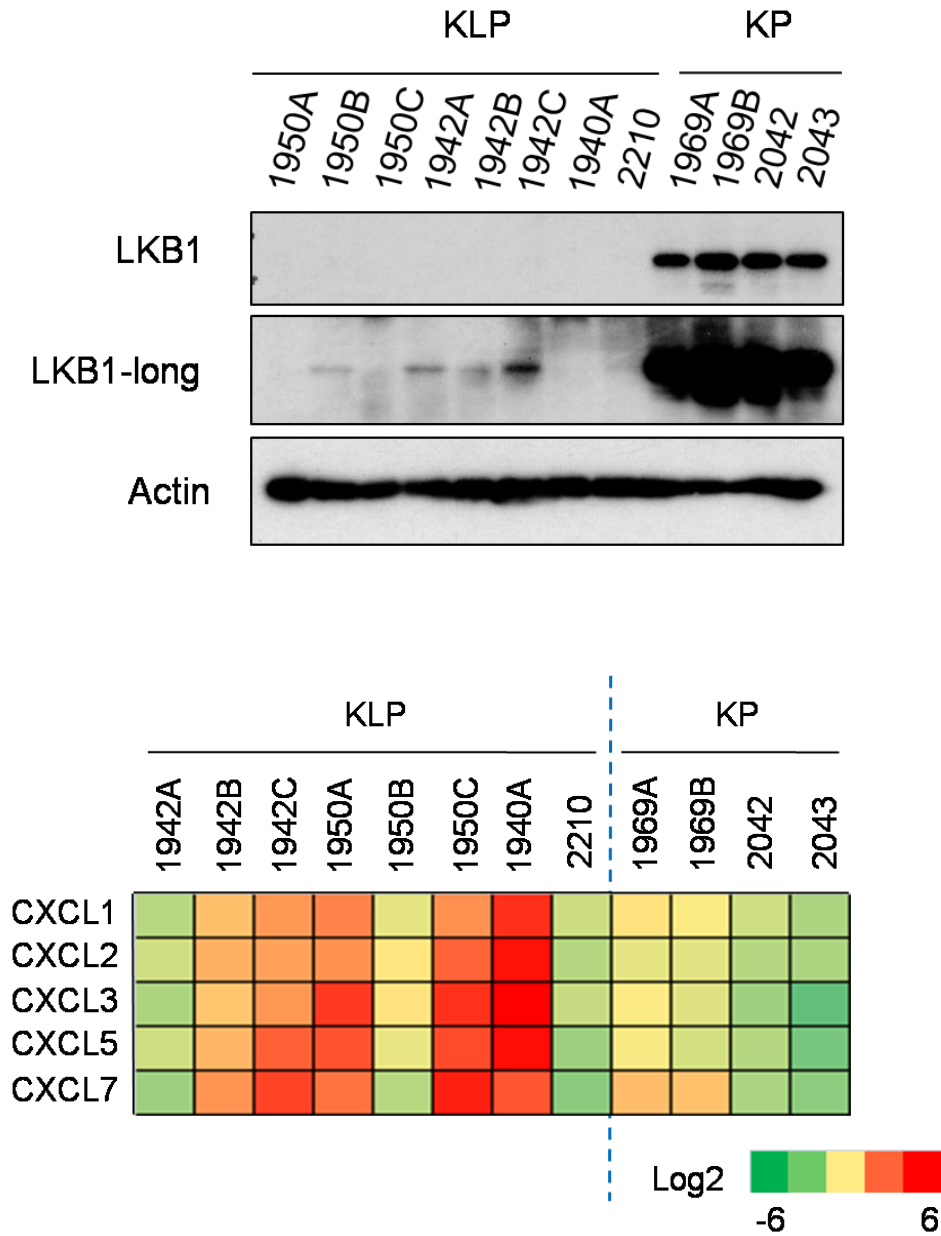 KLP KP
1950A 1950B 1950C 1942A 1942B 1942C 1940A 2210 1969A 1969B 2042 2043
LKB1
LKB1-long
Actin
KLP KP
1942A 1942B 1942C 1950A 1950B 1950C 1940A 2210 1969A 1969B 2042 2043
CXCL1
CXCL2
CXCL3
CXCL5
CXCL7
Log2
-6 6